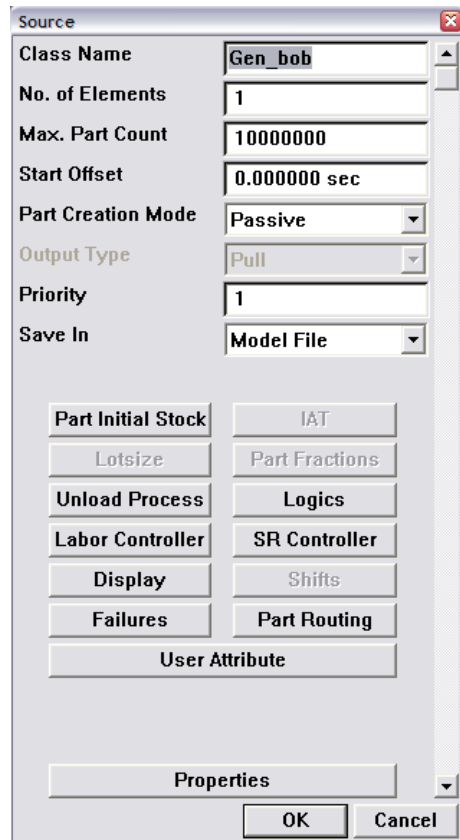 Source
Class Name Gen_bob
No. of Elements 1
Max. Part Count 10000000
Start Offset 0.000000 sec
Part Creation Mode Passive
Output Type Pull
Priority 1
Save In Model File
Part Initial Stock IAT
Lotsize Part Fractions
Unload Process Logics
Labor Controller SR Controller
Display Shifts
Failures Part Routing
User Attribute
Properties
OK Cancel